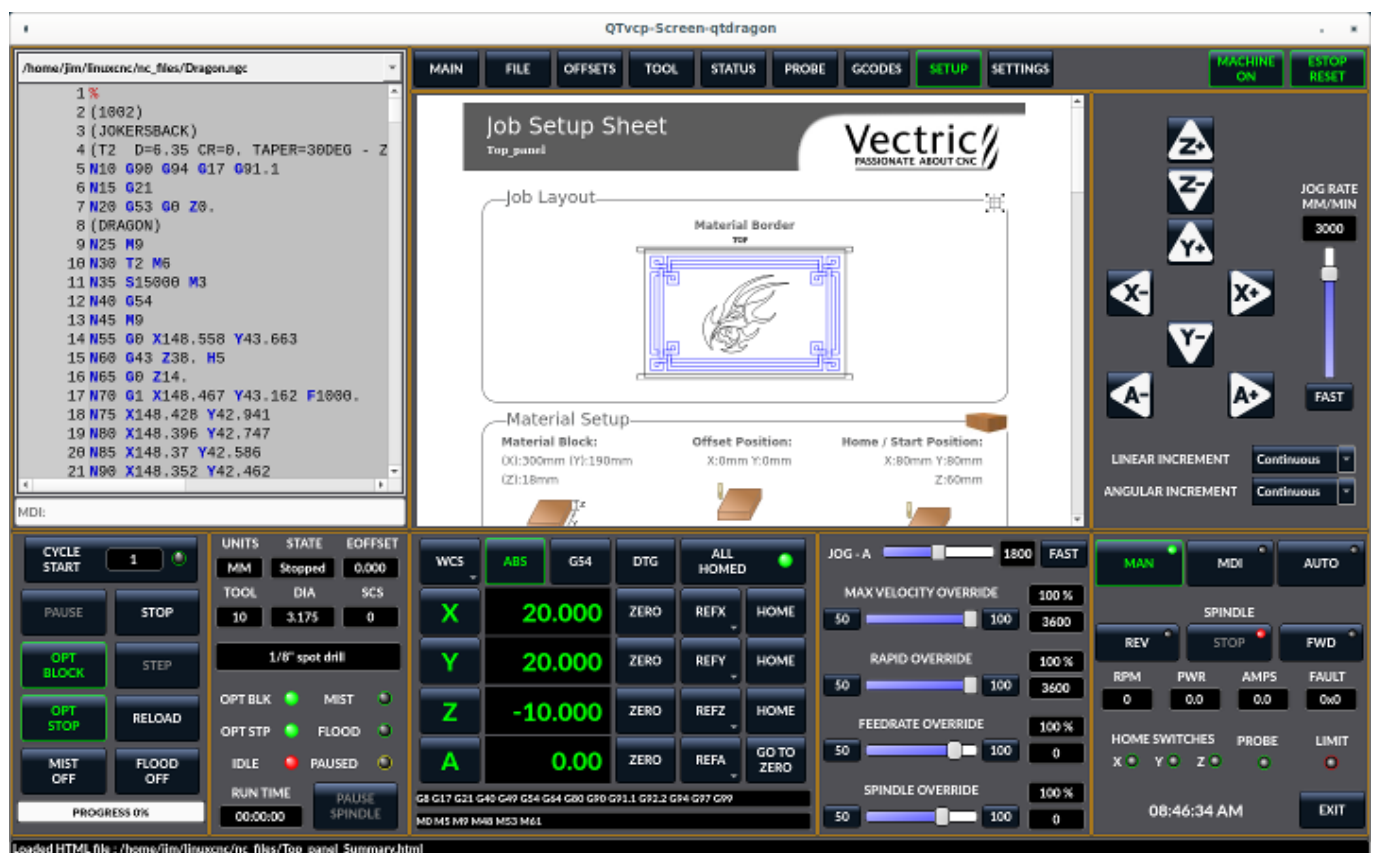 QTvcp-Screen-qtdragon
/home/jim/linuxcnc/nc_files/Dragon.ngc
1 %
2 (1002)
3 (JOKERSBACK)
4 (T2 D=6.35 CR=0. TAPER=30DEG - Z
5 N10 G90 G94 G17 G91.1
6 N15 G21
7 N20 G53 G0 Z0.
8 (DRAGON)
9 N25 M9
10 N30 T2 M6
11 N35 S15000 M3
12 N40 G54
13 N45 M9
14 N55 G0 X148.558 Y43.663
15 N60 G43 Z38. H5
16 N65 G0 Z14.
17 N70 G1 X148.467 Y43.162 F1000.
18 N75 X148.428 Y42.941
19 N80 X148.396 Y42.747
20 N85 X148.37 Y42.586
21 N90 X148.352 Y42.462
MDI:
MAIN FILE OFFSETS TOOL STATUS PROBE GCODES SETUP SETTINGS
MACHINE ON
ESTOP RESET
Job Setup Sheet
Top_panel
Vectric
PASSIONATE ABOUT CNC
Job Layout
Material Border
TOP
Material Setup
Material Block: Offset Position: Home / Start Position:
(X):300mm (Y):190mm X:0mm Y:0mm X:80mm Y:80mm
(Z):18mm Z:60mm
Z
Z+
Z-
Y+
X- X+
Y-
A- A+
JOG RATE
MM/MIN
3000
FAST
LINEAR INCREMENT Continuous
ANGULAR INCREMENT Continuous
CYCLE START 1
PAUSE STOP
OPT BLOCK STEP
OPT STOP RELOAD
MIST OFF FLOOD OFF
PROGRESS 0%
UNITS STATE EOFFSET
MM Stopped 0.000
TOOL DIA SCS
10 3.175 0
1/8" spot drill
OPT BLK MIST
OPT STP FLOOD
IDLE PAUSED
RUN TIME
00:00:00
PAUSE SPINDLE
WCS ABS G54 DTG ALL HOMED
X 20.000 ZERO REFX HOME
Y 20.000 ZERO REFY HOME
Z -10.000 ZERO REFZ HOME
A 0.00 ZERO REFA GO TO ZERO
G8 G17 G21 G40 G49 G54 G64 G80 G90 G91.1 G92.2 G94 G97 G99
M0 M5 M9 M48 M53 M61
JOG - A 1800 FAST
MAX VELOCITY OVERRIDE 100 %
50 100 3600
RAPID OVERRIDE 100 %
50 100 3600
FEEDRATE OVERRIDE 100 %
50 100 0
SPINDLE OVERRIDE 100 %
50 100 0
MAN MDI AUTO
SPINDLE
REV STOP FWD
RPM PWR AMPS FAULT
0 0.0 0.0 0x0
HOME SWITCHES PROBE LIMIT
X Y Z
08:46:34 AM
EXIT
Loaded HTML file : /home/jim/linuxcnc/nc_files/Top_panel_Summary.html